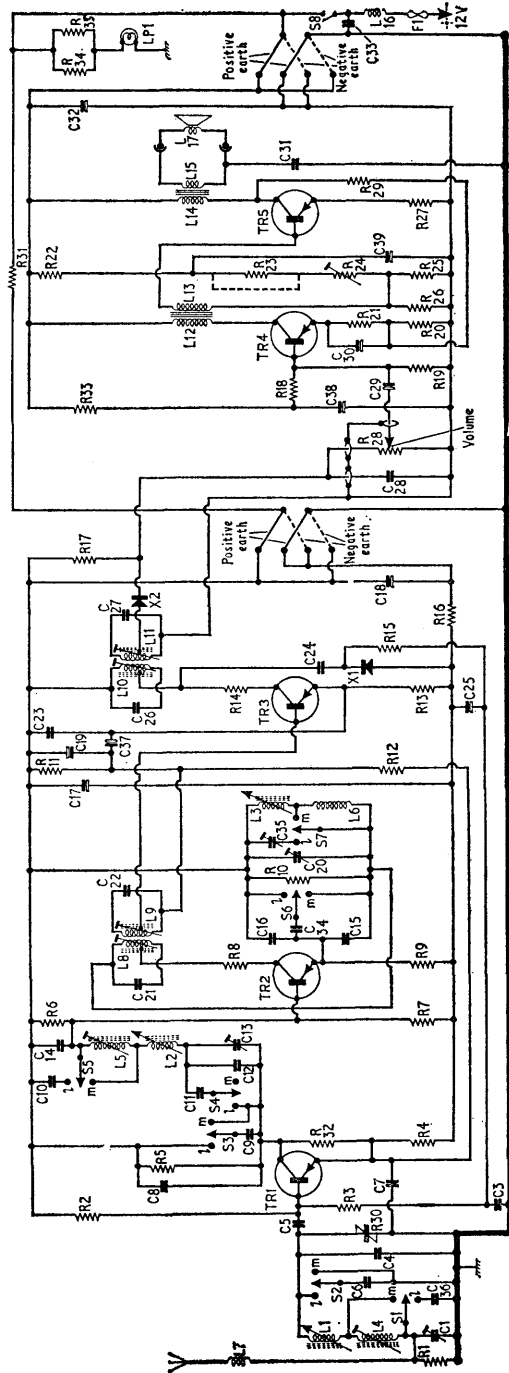 L7
R1
C1
S1
L4
L1
C36
l
m
S2
C6
l
m
C4
R30
C5
TR1
R2
R3
C3
C7
C8
R5
C9
S3
l
m
R32
R4
C11
S4
l
m
C12
C13
L2
L5
C10
S5
l
m
C14
R6
R7
TR2
R8
R9
C21
L8
L9
C22
C16
C15
C34
S6
l
m
R10
C20
C35
S7
l
m
L3
L6
C17
R11
C19
C37
C23
R12
TR3
R14
R13
C25
C26
L10
L11
C27
X2
C24
X1
R15
R16
C18
Positive earth
Negative earth
R17
C28
R28
Volume
C29
C38
R33
R18
R19
TR4
C30
R21
R20
L12
L13
R26
R22
R23
R24
R25
C39
TR5
R27
R29
L14
L15
L17
C31
R31
C32
Positive earth
Negative earth
R34
R35
LP1
S8
C33
L16
F1
12V